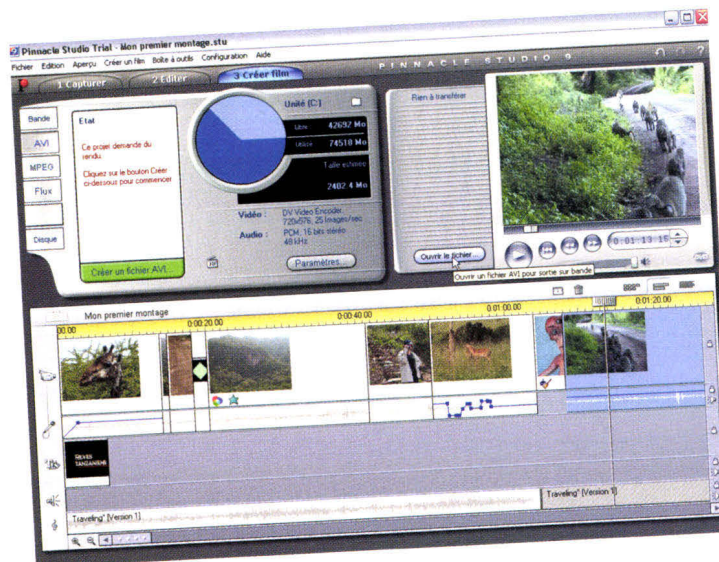 Pinnacle Studio Trial - Mon premier montage.stu
Fichier Edition Aperçu Créer un film Boîte à outils Configuration Aide
PINNACLE STUDIO 9
1 Capturer
2 Editer
3 Créer film
Bande
AVI
MPEG
Flux
Disque
Etat
Ce projet demande du
rendu.
Cliquez sur le bouton Créer
ci-dessous pour commencer
Créer un fichier AVI
Unité (C:)
Libre 42692 Mo
Utilisé 74510 Mo
Taille estimée
2402.4 Mo
Vidéo : DV Video Encoder
720x576, 25 Images/sec
Audio : PCM, 16 bits stéréo
48 kHz
Paramètres...
Rien à transférer
Ouvrir le fichier...
Ouvrir un fichier AVI pour sortie sur bande
0:01:13.16
Mon premier montage
00.00
0:00:20.00
0:00:40.00
0:01:00.00
0:01:20.00
Traveling" [Version 1]
Traveling" [Version 1]